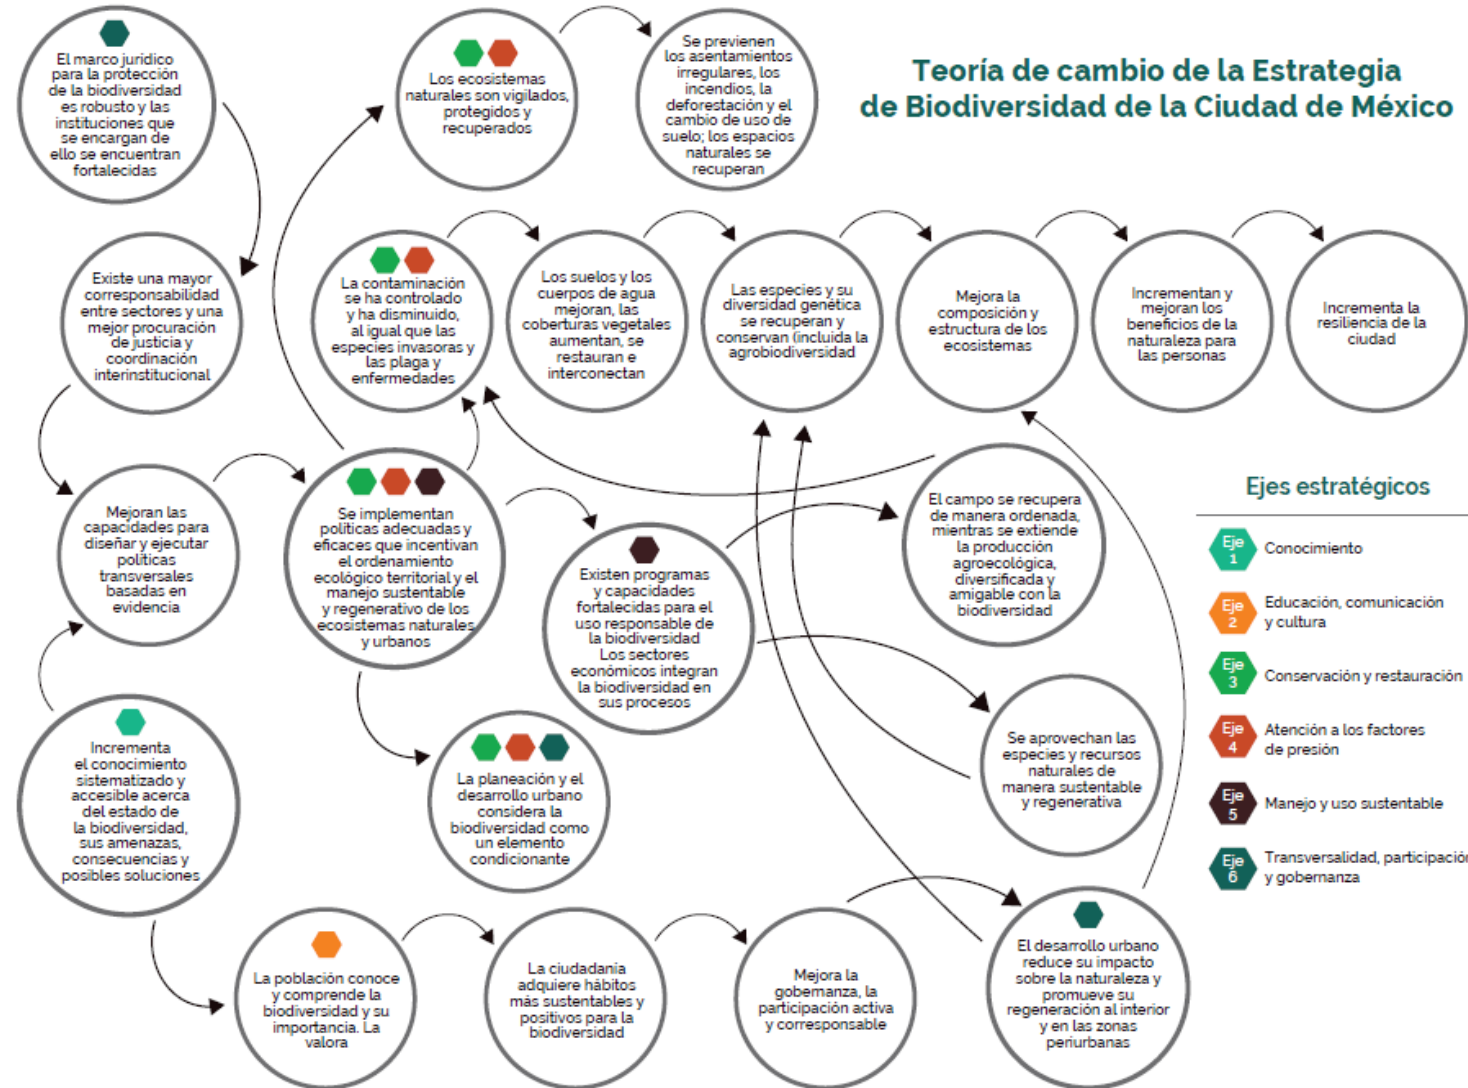 Teoría de cambio de la Estrategia
de Biodiversidad de la Ciudad de México
El marco jurídico
para la protección
de la biodiversidad
es robusto y las
instituciones que
se encargan de
ello se encuentran
fortalecidas
Los ecosistemas
naturales son vigilados,
protegidos y
recuperados
Se previenen
los asentamientos
irregulares, los
incendios, la
deforestación y el
cambio de uso de
suelo; los espacios
naturales se
recuperan
Existe una mayor
corresponsabilidad
entre sectores y una
mejor procuración
de justicia y
coordinación
interinstitucional
La contaminación
se ha controlado
y ha disminuido,
al igual que las
especies invasoras y
las plaga y
enfermedades
Los suelos y los
cuerpos de agua
mejoran, las
coberturas vegetales
aumentan, se
restauran e
interconectan
Las especies y su
diversidad genética
se recuperan y
conservan (incluida la
agrobiodiversidad
Mejora la
composición y
estructura de los
ecosistemas
Incrementan y
mejoran los
beneficios de la
naturaleza para
las personas
Incrementa la
resiliencia de la
ciudad
Mejoran las
capacidades para
diseñar y ejecutar
políticas
transversales
basadas en
evidencia
Se implementan
políticas adecuadas y
eficaces que incentivan
el ordenamiento
ecológico territorial y el
manejo sustentable
y regenerativo de los
ecosistemas naturales
y urbanos
Existen programas
y capacidades
fortalecidas para el
uso responsable de
la biodiversidad
Los sectores
económicos integran
la biodiversidad en
sus procesos
El campo se recupera
de manera ordenada,
mientras se extiende
la producción
agroecológica,
diversificada y
amigable con la
biodiversidad
Incrementa
el conocimiento
sistematizado y
accesible acerca
del estado de
la biodiversidad,
sus amenazas,
consecuencias y
posibles soluciones
La planeación y el
desarrollo urbano
considera la
biodiversidad como
un elemento
condicionante
Se aprovechan las
especies y recursos
naturales de
manera sustentable
y regenerativa
La población conoce
y comprende la
biodiversidad y su
importancia. La
valora
La ciudadanía
adquiere hábitos
más sustentables y
positivos para la
biodiversidad
Mejora la
gobernanza, la
participación activa
y corresponsable
El desarrollo urbano
reduce su impacto
sobre la naturaleza y
promueve su
regeneración al interior
y en las zonas
periurbanas
Ejes estratégicos
Eje
1
Conocimiento
Eje
2
Educación, comunicación
y cultura
Eje
3
Conservación y restauración
Eje
4
Atención a los factores
de presión
Eje
5
Manejo y uso sustentable
Eje
6
Transversalidad, participación
y gobernanza